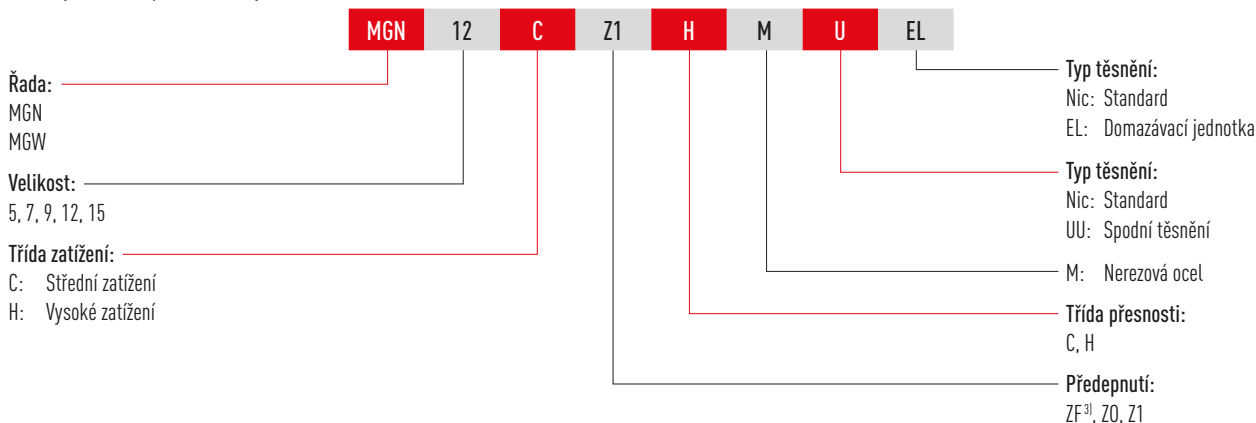 MGN 12 C Z1 H M U EL
Řada:
MGN
MGW
Velikost:
5, 7, 9, 12, 15
Třída zatížení:
C: Střední zatížení
H: Vysoké zatížení
Typ těsnění:
Nic: Standard
EL: Domazávací jednotka
Typ těsnění:
Nic: Standard
UU: Spodní těsnění
M: Nerezová ocel
Třída přesnosti:
C, H
Předepnutí:
ZF ³⁾, Z0, Z1